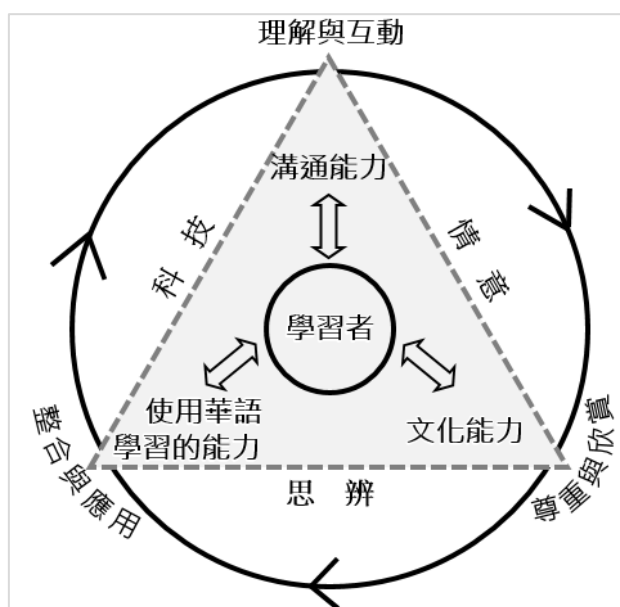 理解與互動
溝通能力
科技
情意
學習者
使用華語
學習的能力
文化能力
整合與應用
尊重與欣賞
思辨